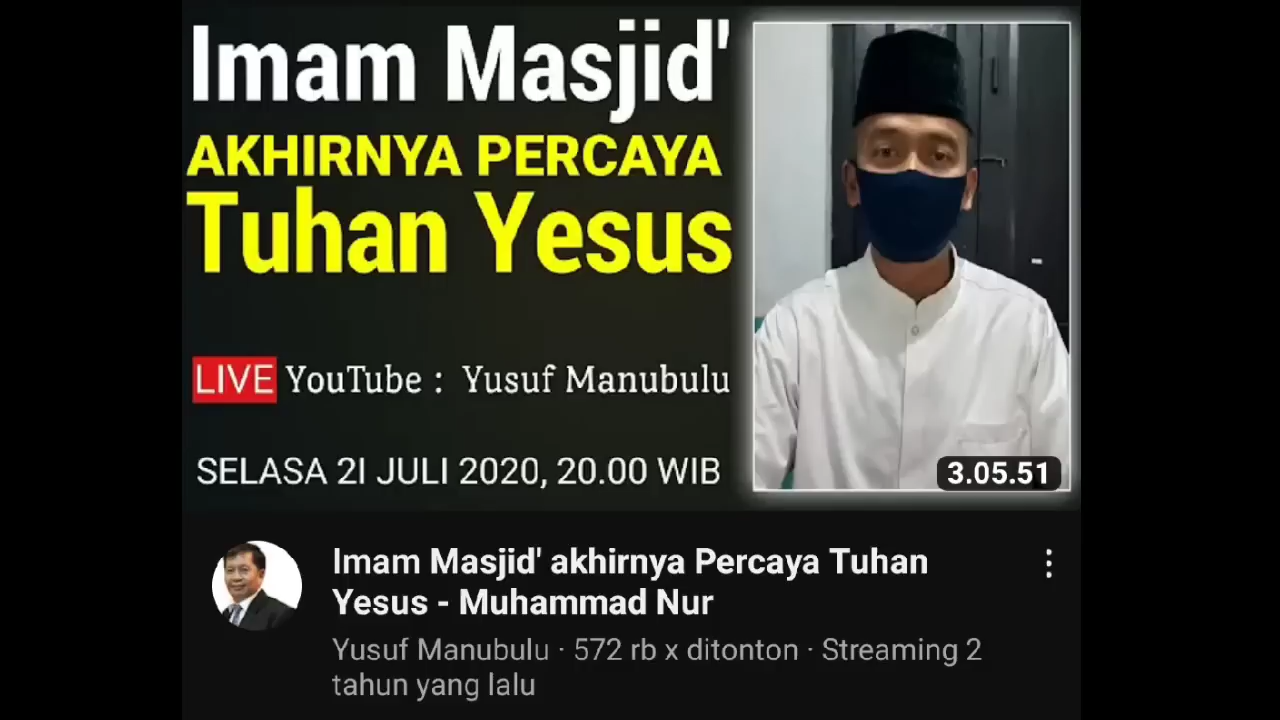 Imam Masjid'
AKHIRNYA PERCAYA
Tuhan Yesus
LIVE YouTube : Yusuf Manubulu
SELASA 21 JULI 2020, 20.00 WIB
3.05.51
Imam Masjid' akhirnya Percaya Tuhan
Yesus - Muhammad Nur
Yusuf Manubulu · 572 rb x ditonton · Streaming 2
tahun yang lalu